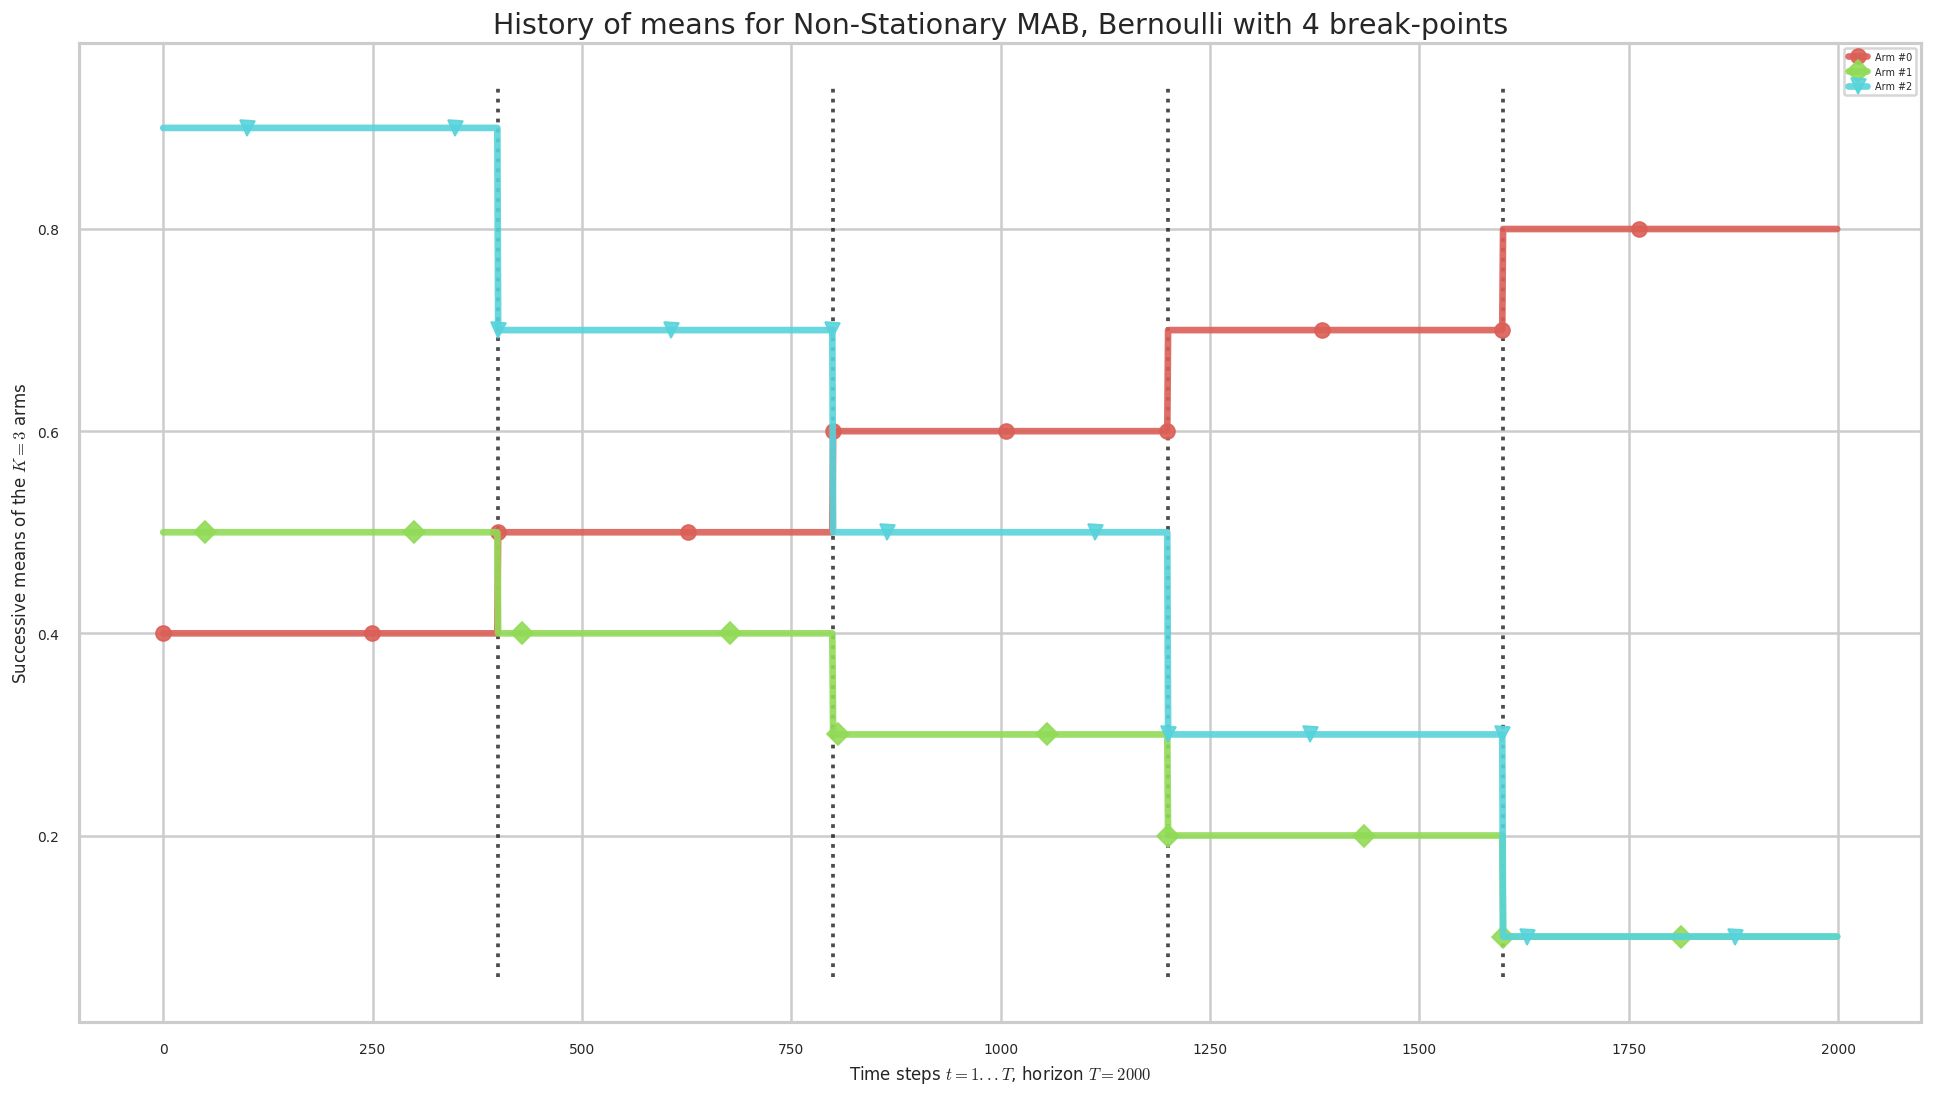 History of means for Non-Stationary MAB, Bernoulli with 4 break-points
Arm #0
Arm #1
Arm #2
Successive means of the K = 3 arms
0.8
0.6
0.4
0.2
0 250 500 750 1000 1250 1500 1750 2000
Time steps t = 1...T, horizon T = 2000